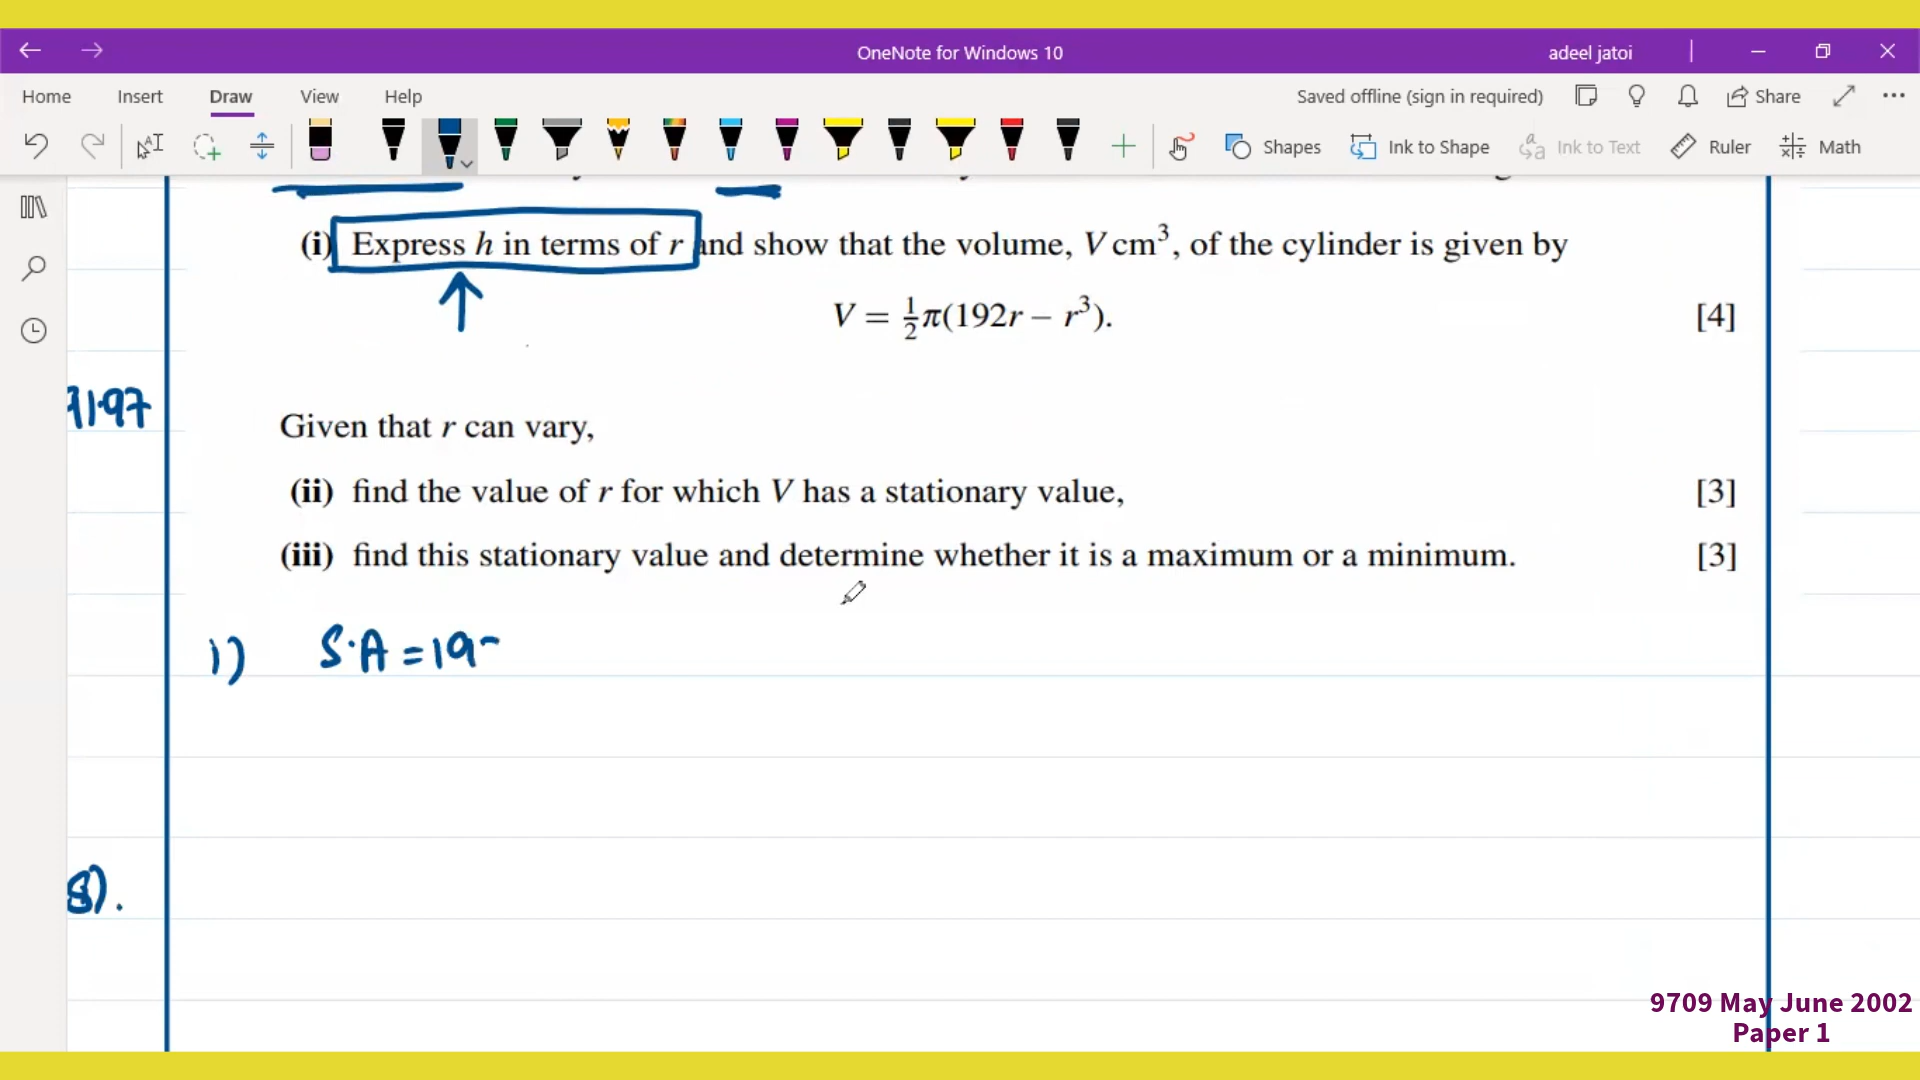 OneNote for Windows 10
adeel jatoi
Home Insert Draw View Help
Saved offline (sign in required)
Share
Shapes
Ink to Shape
Ink to Text
Ruler
Math
(i) Express h in terms of r and show that the volume, V cm³, of the cylinder is given by
V = ½π(192r − r³). [4]
91.97
Given that r can vary,
(ii) find the value of r for which V has a stationary value, [3]
(iii) find this stationary value and determine whether it is a maximum or a minimum. [3]
i) S.A = 19
8).
9709 May June 2002
Paper 1